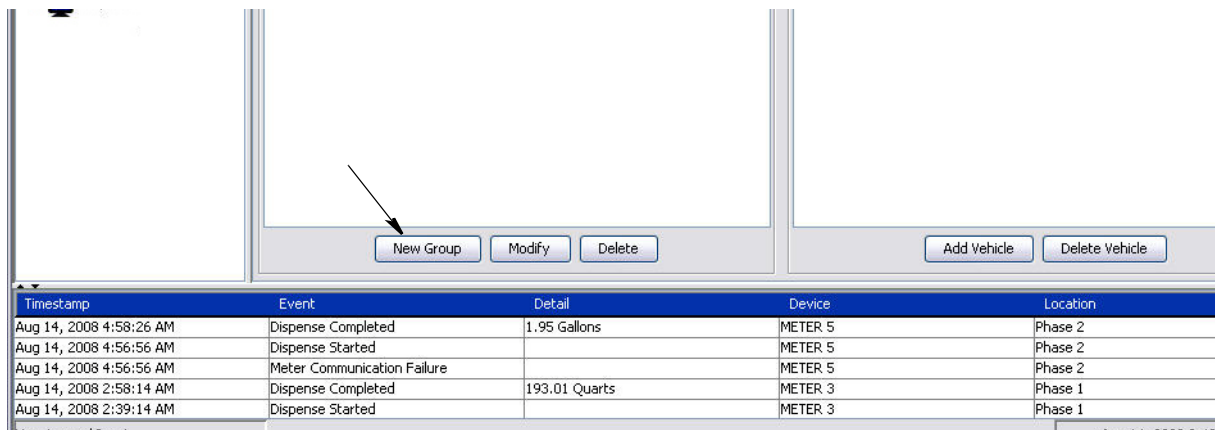 New Group Modify Delete Add Vehicle Delete Vehicle
Timestamp Event Detail Device Location
Aug 14, 2008 4:58:26 AM Dispense Completed 1.95 Gallons METER 5 Phase 2
Aug 14, 2008 4:56:56 AM Dispense Started METER 5 Phase 2
Aug 14, 2008 4:56:56 AM Meter Communication Failure METER 5 Phase 2
Aug 14, 2008 2:58:14 AM Dispense Completed 193.01 Quarts METER 3 Phase 1
Aug 14, 2008 2:39:14 AM Dispense Started METER 3 Phase 1